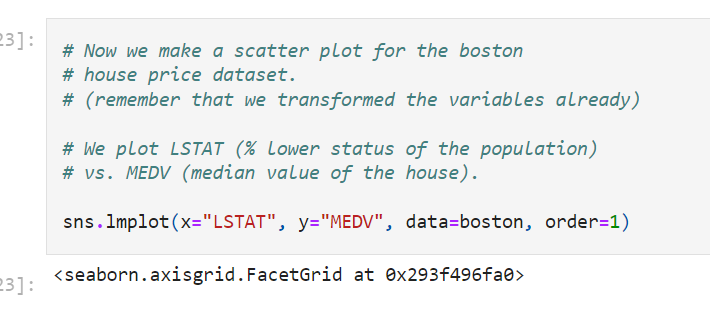 23]:
# Now we make a scatter plot for the boston
# house price dataset.
# (remember that we transformed the variables already)
# We plot LSTAT (% lower status of the population)
# vs. MEDV (median value of the house).
sns.lmplot(x="LSTAT", y="MEDV", data=boston, order=1)
23]:
<seaborn.axisgrid.FacetGrid at 0x293f496fa0>